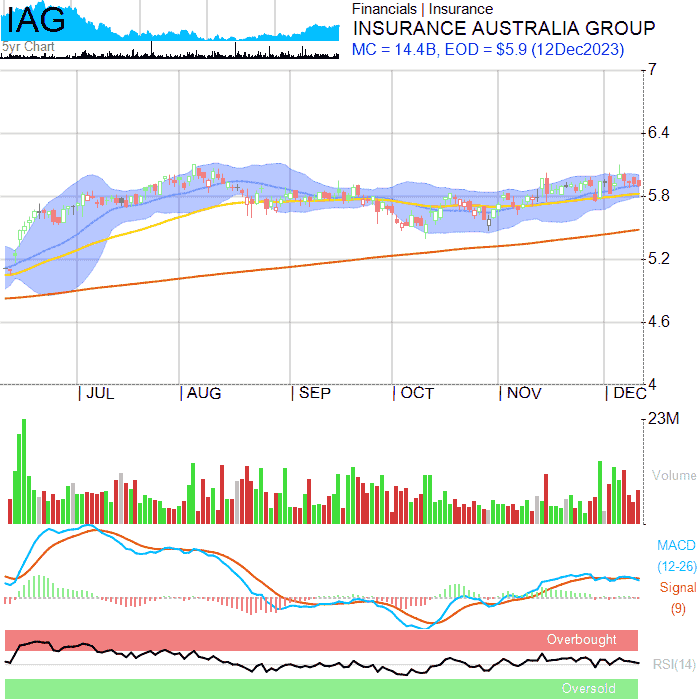 IAG
5yr Chart
Financials | Insurance
INSURANCE AUSTRALIA GROUP
MC = 14.4B, EOD = $5.9 (12Dec2023)
7
6.4
5.8
5.2
4.6
4
| JUL | AUG | SEP | OCT | NOV | DEC
23M
Volume
MACD
(12-26)
Signal
(9)
Overbought
RSI(14)
Oversold